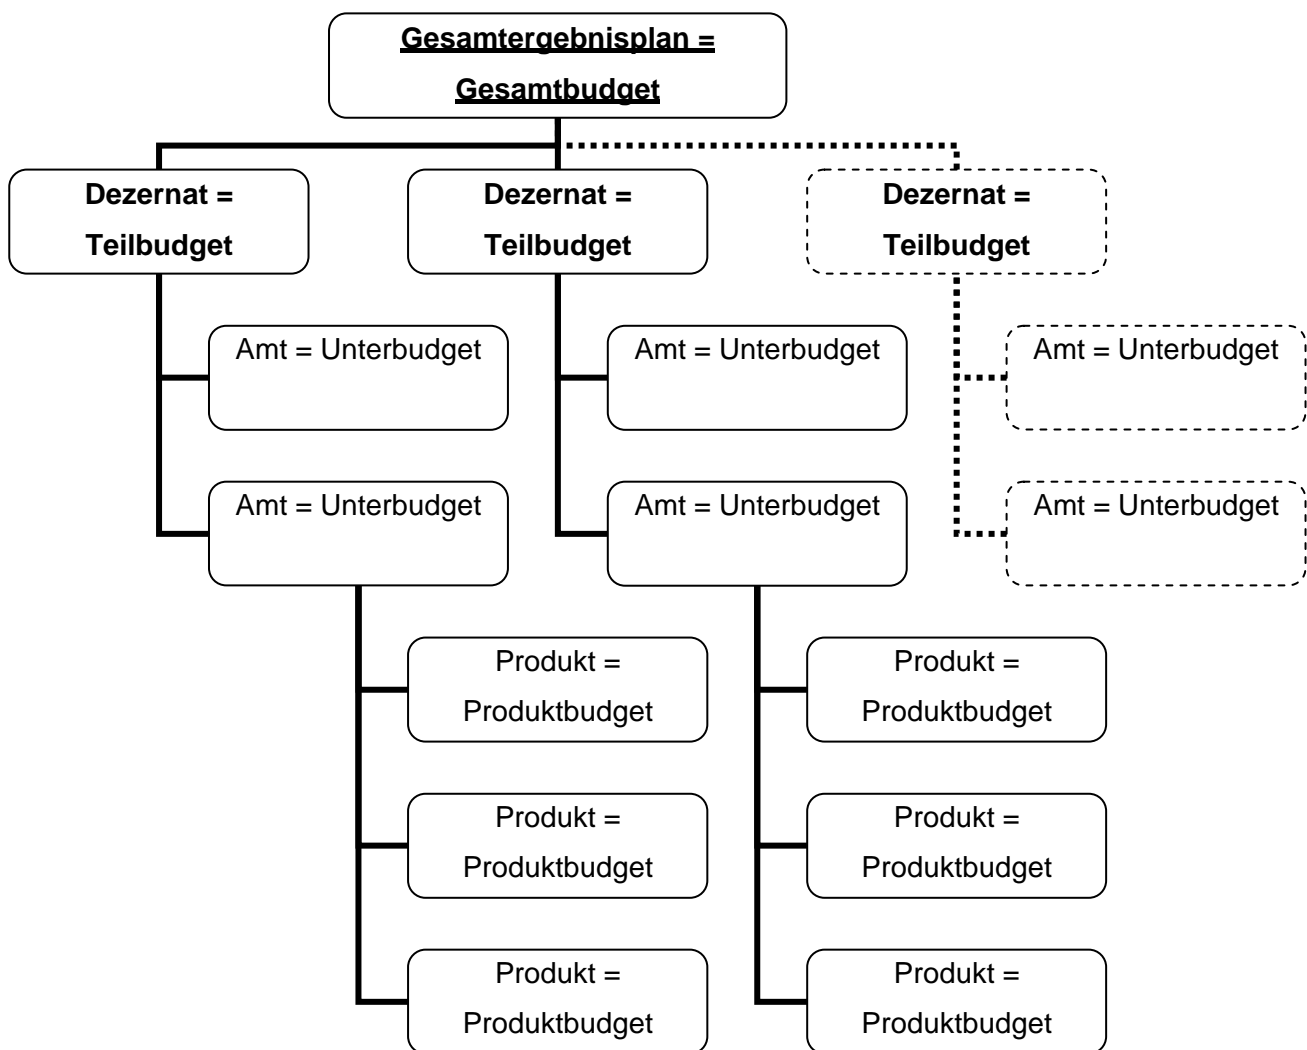 Gesamtergebnisplan =
Gesamtbudget
Dezernat =
Teilbudget
Dezernat =
Teilbudget
Dezernat =
Teilbudget
Amt = Unterbudget
Amt = Unterbudget
Amt = Unterbudget
Amt = Unterbudget
Amt = Unterbudget
Amt = Unterbudget
Produkt =
Produktbudget
Produkt =
Produktbudget
Produkt =
Produktbudget
Produkt =
Produktbudget
Produkt =
Produktbudget
Produkt =
Produktbudget